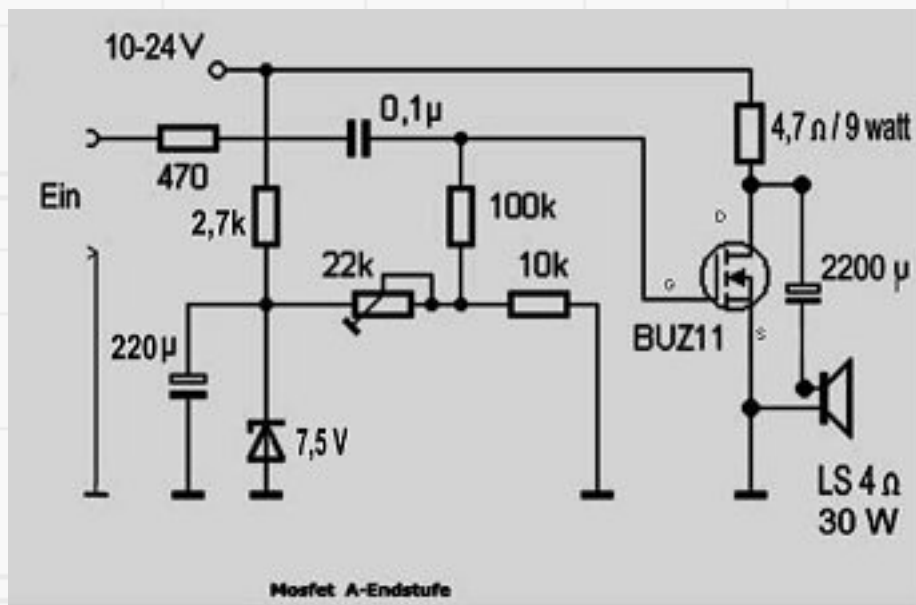 10-24V
0,1µ
4,7 Ω / 9 watt
470
Ein
2,7k
100k
D
22k
10k
G
2200 µ
BUZ11
S
220µ
7,5 V
LS 4 Ω
30 W
Mosfet A-Endstufe